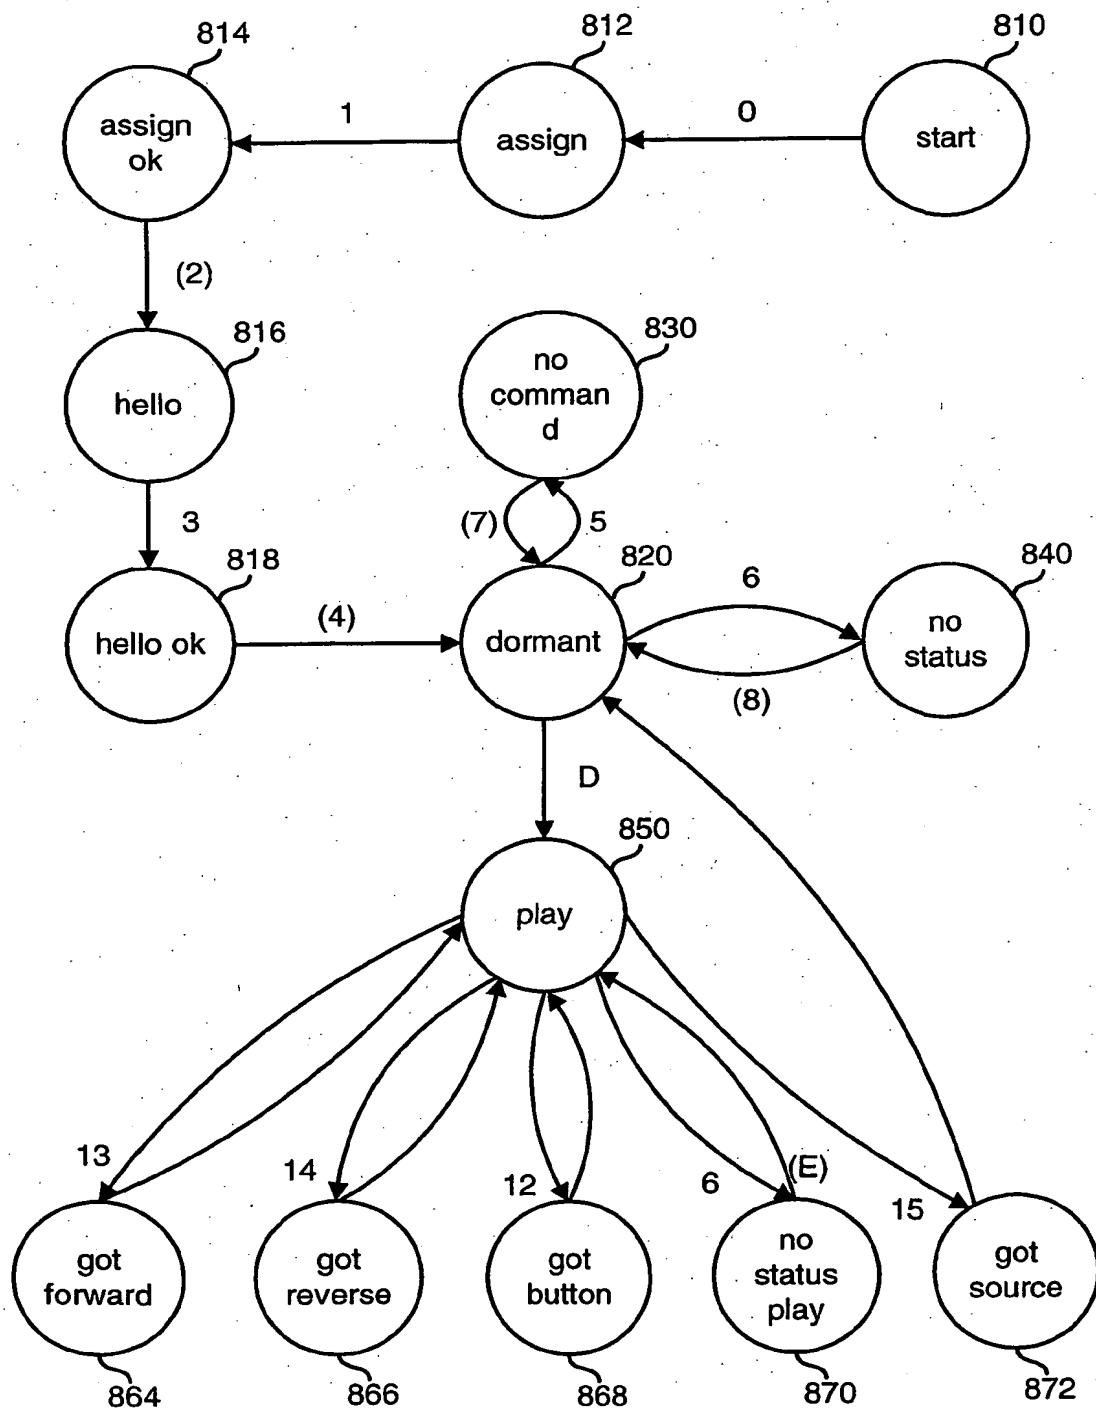 814
812
810
assign
ok
1
assign
0
start
(2)
816
830
hello
no
comman
d
3
(7)
5
818
820
6
840
hello ok
(4)
dormant
no
status
(8)
D
850
play
13
14
12
6
(E)
15
got
forward
got
reverse
got
button
no
status
play
got
source
864
866
868
870
872